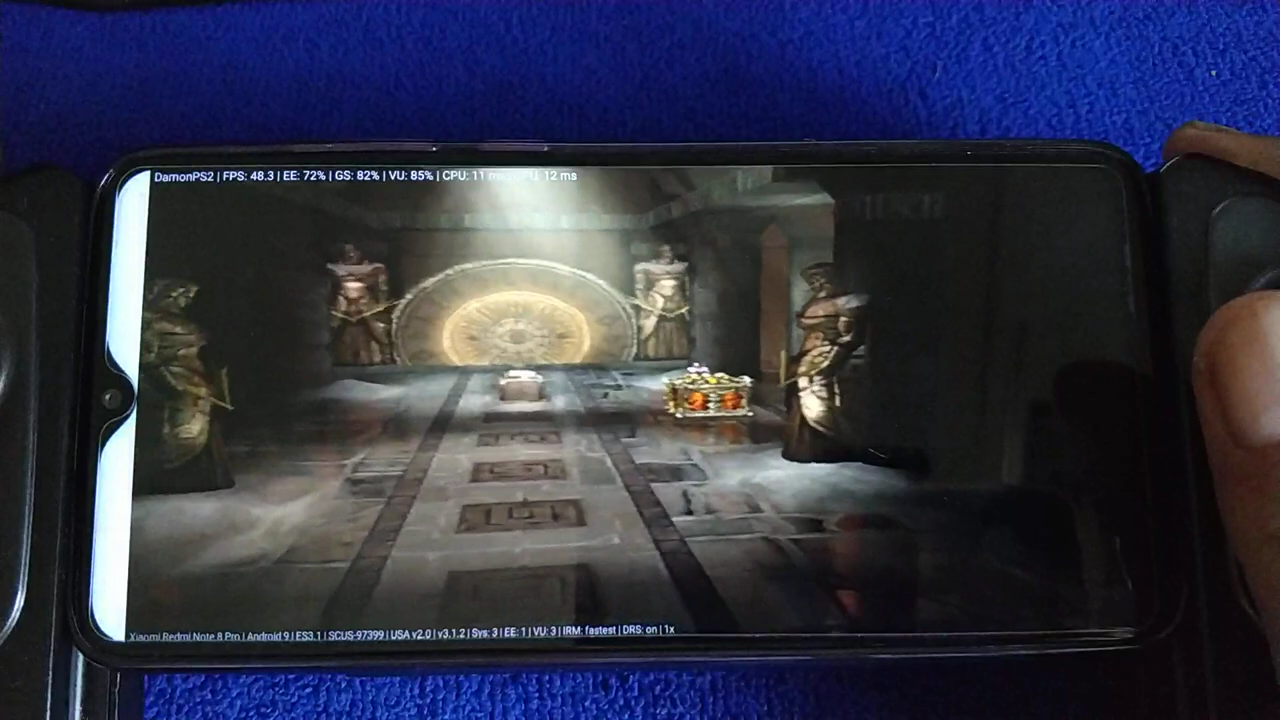 DamonPS2 | FPS: 48.3 | EE: 72% | GS: 82% | VU: 85% | CPU: 11 12 ms
Xiaomi Redmi Note 8 Pro | Android 9 | ES3.1 | SCUS-97399 | USA v2.0 | v3.1.2 | Sys: 3 | EE: 1 | VU: 3 | IRM: fastest | DRS: on | 1x